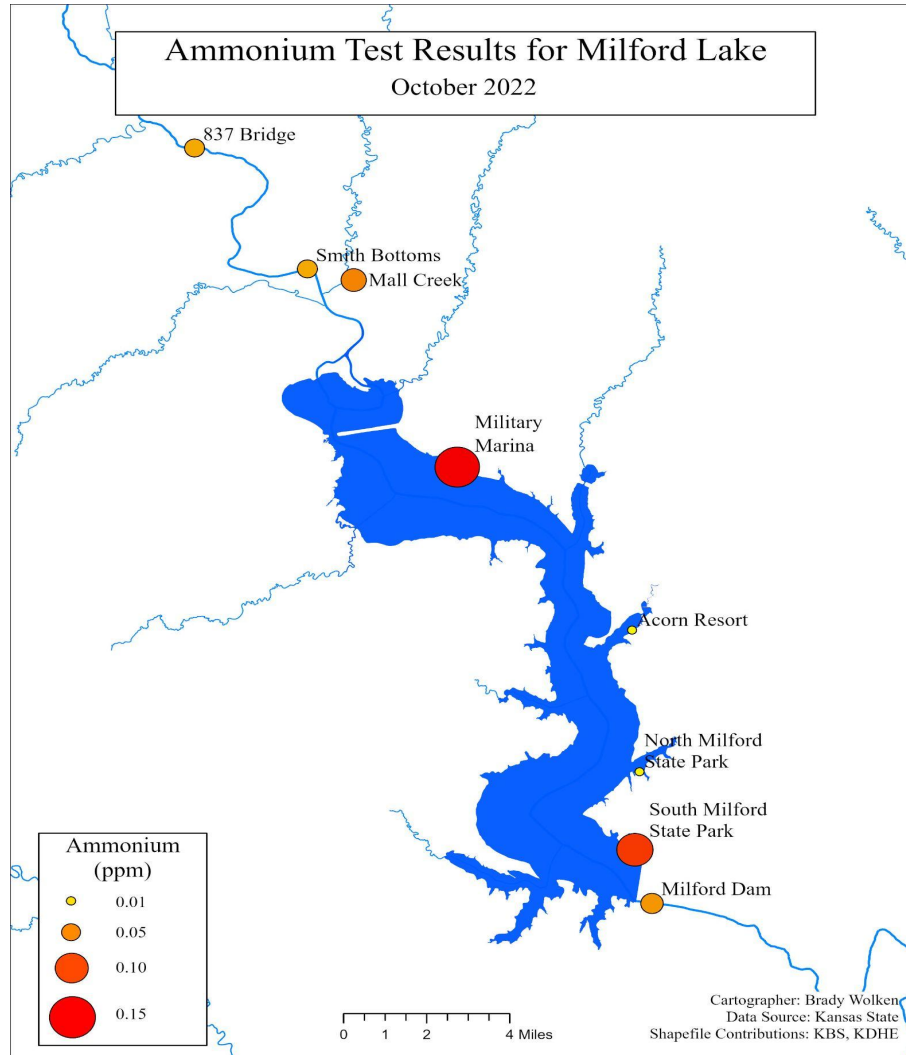 Ammonium Test Results for Milford Lake
October 2022
837 Bridge
Smith Bottoms
Mall Creek
Military
Marina
Acorn Resort
North Milford
State Park
South Milford
State Park
Milford Dam
Ammonium
(ppm)
0.01
0.05
0.10
0.15
0 2 4 Miles
Cartographer: Brady Wolken
Data Source: Kansas State
Shapefile Contributions: KBS, KDHE